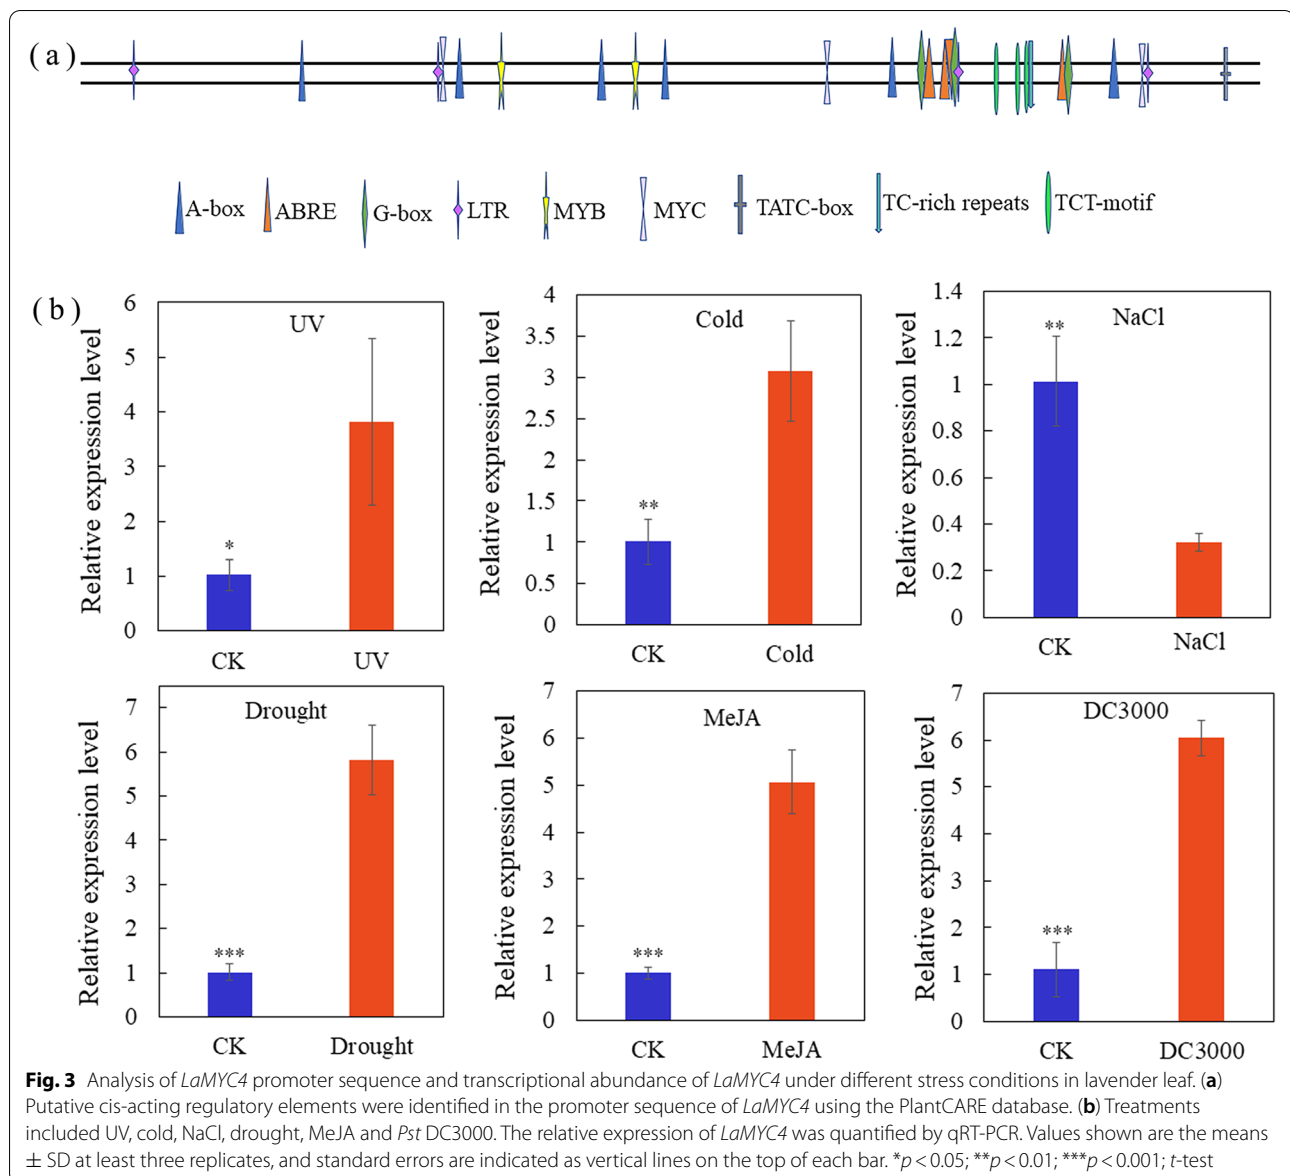 (a)
A-box ABRE G-box LTR MYB MYC TATC-box TC-rich repeats TCT-motif
(b)
UV
Relative expression level
6
5
4
3
2
1
0
CK UV
*
Cold
Relative expression level
4
3.5
3
2.5
2
1.5
1
0.5
0
CK Cold
**
NaCl
Relative expression level
1.4
1.2
1
0.8
0.6
0.4
0.2
0
CK NaCl
**
Drought
Relative expression level
7
6
5
4
3
2
1
0
CK Drought
***
MeJA
Relative expression level
7
6
5
4
3
2
1
0
CK MeJA
***
DC3000
Relative expression level
7
6
5
4
3
2
1
0
CK DC3000
***
Fig. 3 Analysis of LaMYC4 promoter sequence and transcriptional abundance of LaMYC4 under different stress conditions in lavender leaf. (a)
Putative cis-acting regulatory elements were identified in the promoter sequence of LaMYC4 using the PlantCARE database. (b) Treatments
included UV, cold, NaCl, drought, MeJA and Pst DC3000. The relative expression of LaMYC4 was quantified by qRT-PCR. Values shown are the means
± SD at least three replicates, and standard errors are indicated as vertical lines on the top of each bar. *p < 0.05; **p < 0.01; ***p < 0.001; t-test